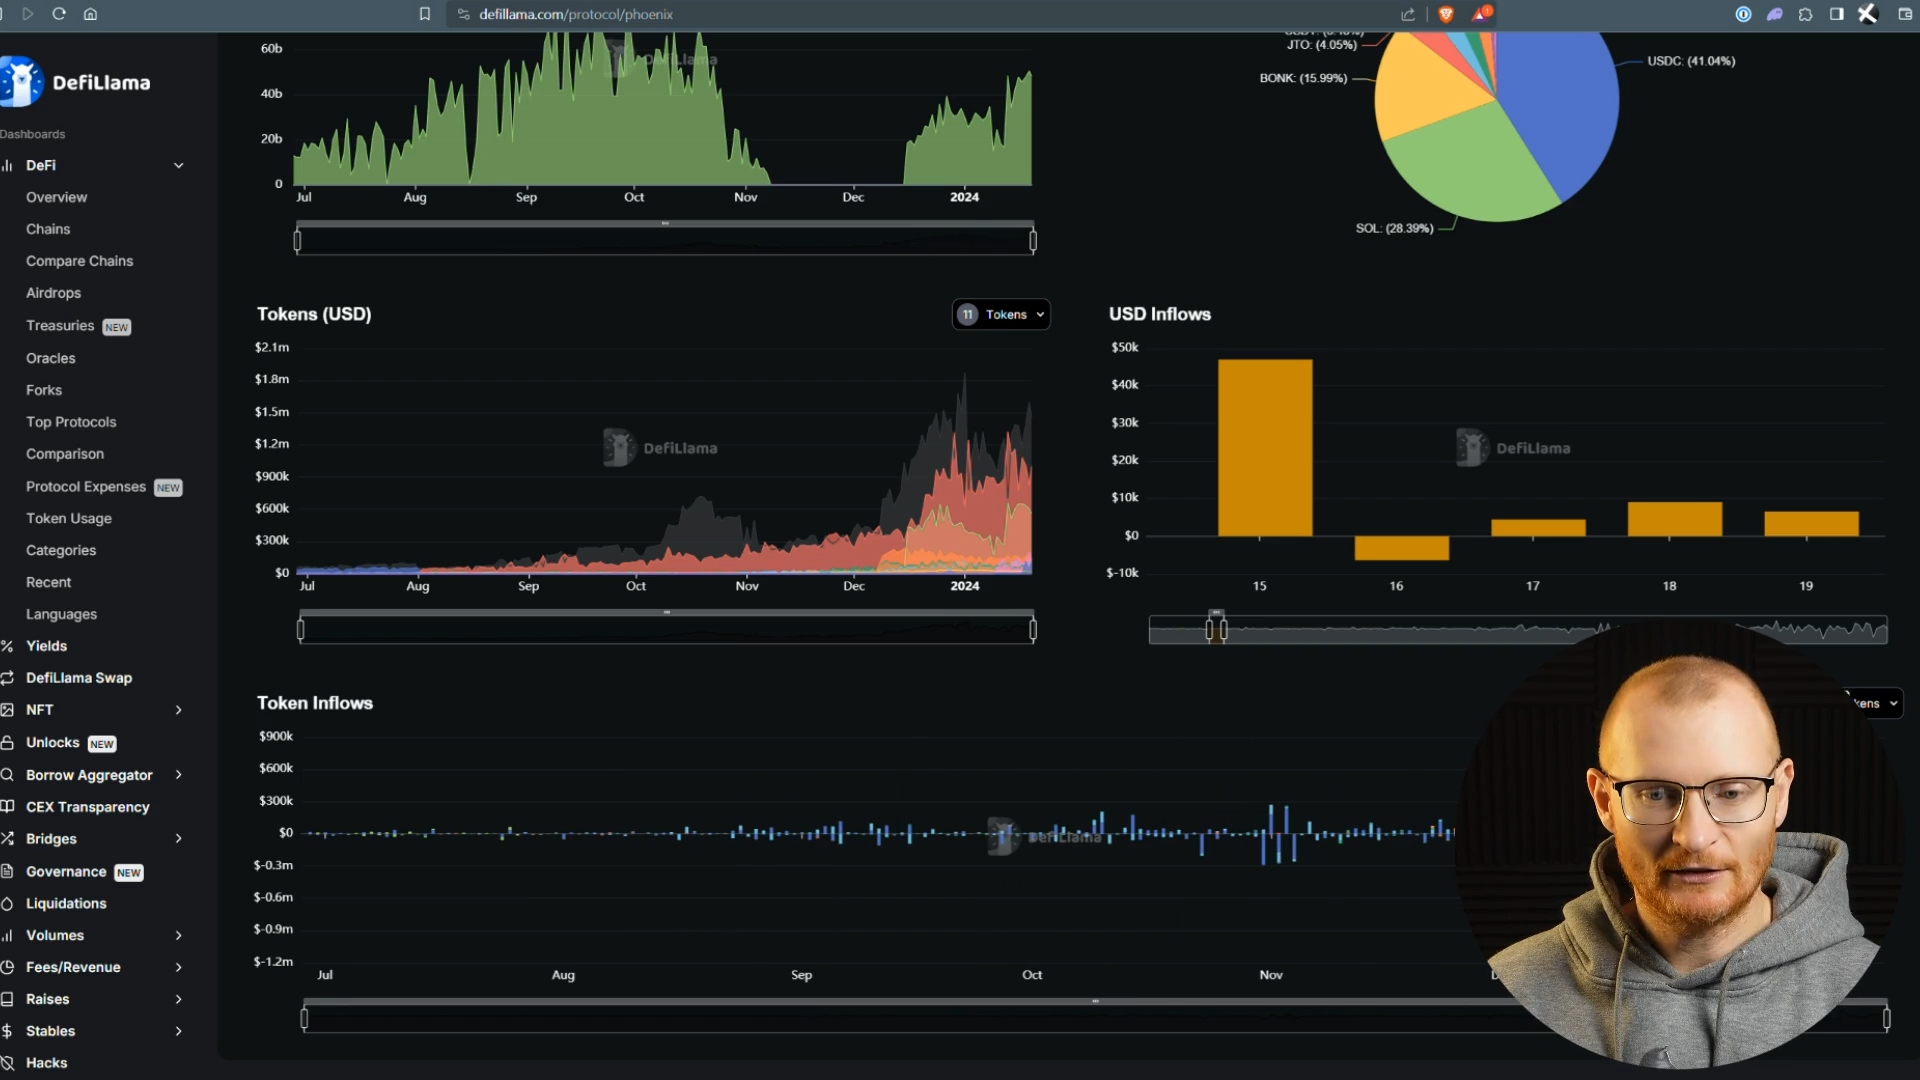 defillama.com/protocol/phoenix
1
DefiLlama
Dashboards
DeFi
Overview
Chains
Compare Chains
Airdrops
Treasuries NEW
Oracles
Forks
Top Protocols
Comparison
Protocol Expenses NEW
Token Usage
Categories
Recent
Languages
Yields
DefiLlama Swap
NFT
Unlocks NEW
Borrow Aggregator
CEX Transparency
Bridges
Governance NEW
Liquidations
Volumes
Fees/Revenue
Raises
Stables
Hacks
60b
40b
20b
0
Jul Aug Sep Oct Nov Dec 2024
DefiLlama
JTO: (4.05%)
BONK: (15.99%)
USDC: (41.04%)
SOL: (28.39%)
Tokens (USD)
11 Tokens
$2.1m
$1.8m
$1.5m
$1.2m
$900k
$600k
$300k
$0
Jul Aug Sep Oct Nov Dec 2024
DefiLlama
USD Inflows
$50k
$40k
$30k
$20k
$10k
$0
$-10k
15 16 17 18 19
DefiLlama
Token Inflows
kens
$900k
$600k
$300k
$0
$-0.3m
$-0.6m
$-0.9m
$-1.2m
Jul Aug Sep Oct Nov
DefiLlama